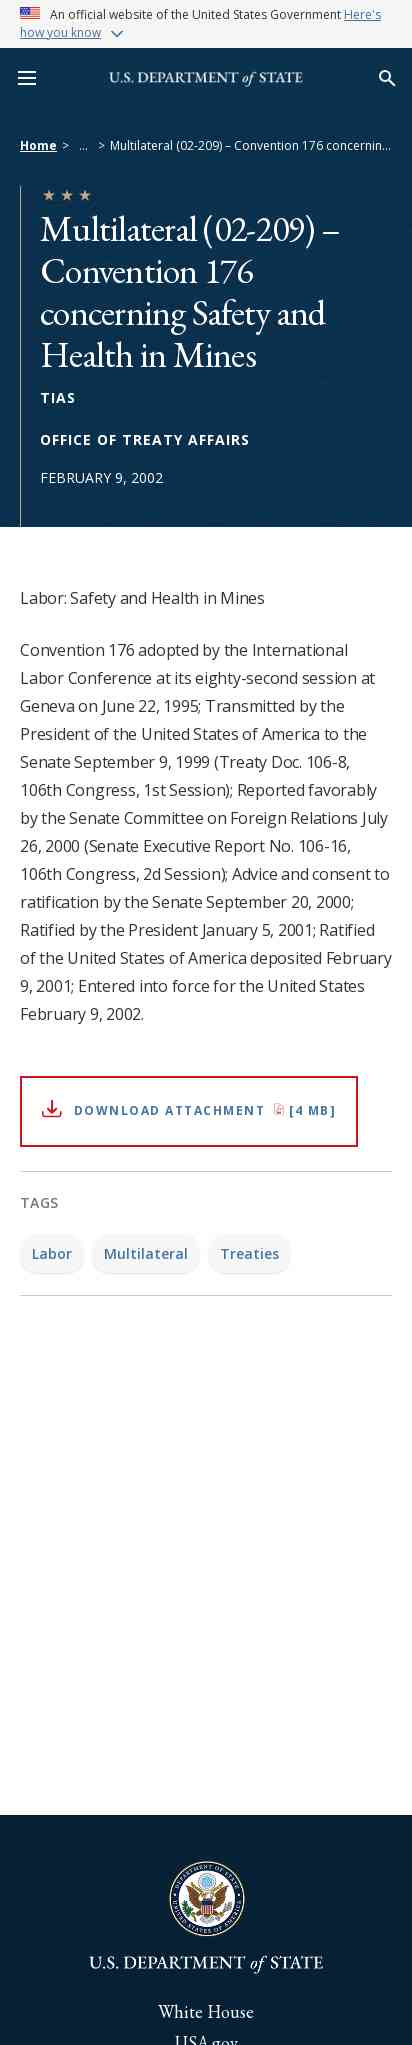 An official website of the United States Government Here's
how you know
U.S. DEPARTMENT of STATE
Home > ... > Multilateral (02-209) – Convention 176 concernin...
Multilateral (02-209) –
Convention 176
concerning Safety and
Health in Mines
TIAS
OFFICE OF TREATY AFFAIRS
FEBRUARY 9, 2002
Labor: Safety and Health in Mines
Convention 176 adopted by the International
Labor Conference at its eighty-second session at
Geneva on June 22, 1995; Transmitted by the
President of the United States of America to the
Senate September 9, 1999 (Treaty Doc. 106-8,
106th Congress, 1st Session); Reported favorably
by the Senate Committee on Foreign Relations July
26, 2000 (Senate Executive Report No. 106-16,
106th Congress, 2d Session); Advice and consent to
ratification by the Senate September 20, 2000;
Ratified by the President January 5, 2001; Ratified
of the United States of America deposited February
9, 2001; Entered into force for the United States
February 9, 2002.
DOWNLOAD ATTACHMENT [4 MB]
TAGS
Labor Multilateral Treaties
DEPARTMENT OF STATE
UNITED STATES OF AMERICA
U.S. DEPARTMENT of STATE
White House
USA.gov